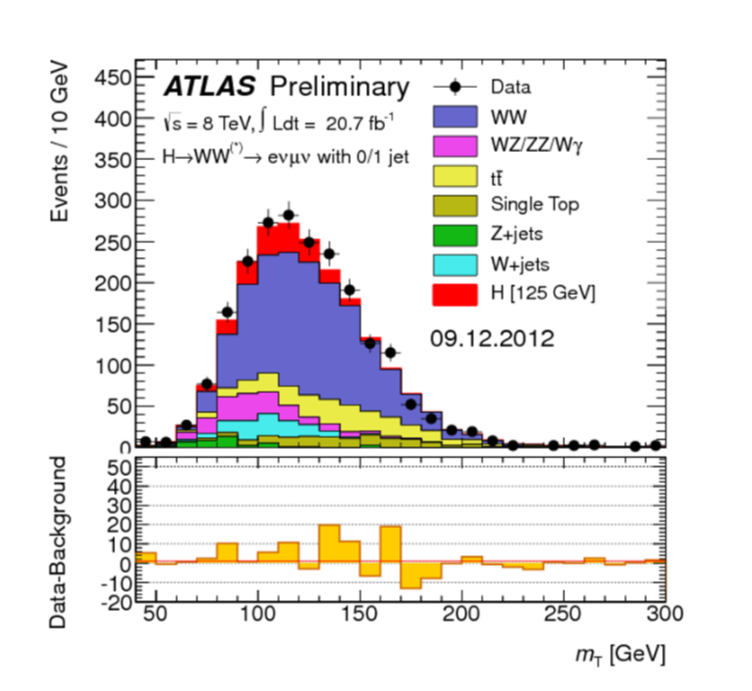 Events / 10 GeV
450
400
350
300
250
200
150
100
50
0
ATLAS Preliminary
√s = 8 TeV, ∫ Ldt = 20.7 fb-1
H→WW(*)→ eνμν with 0/1 jet
Data
WW
WZ/ZZ/Wγ
tt̄
Single Top
Z+jets
W+jets
H [125 GeV]
09.12.2012
Data-Background
50
40
30
20
10
0
-10
-20
50 100 150 200 250 300
mT [GeV]